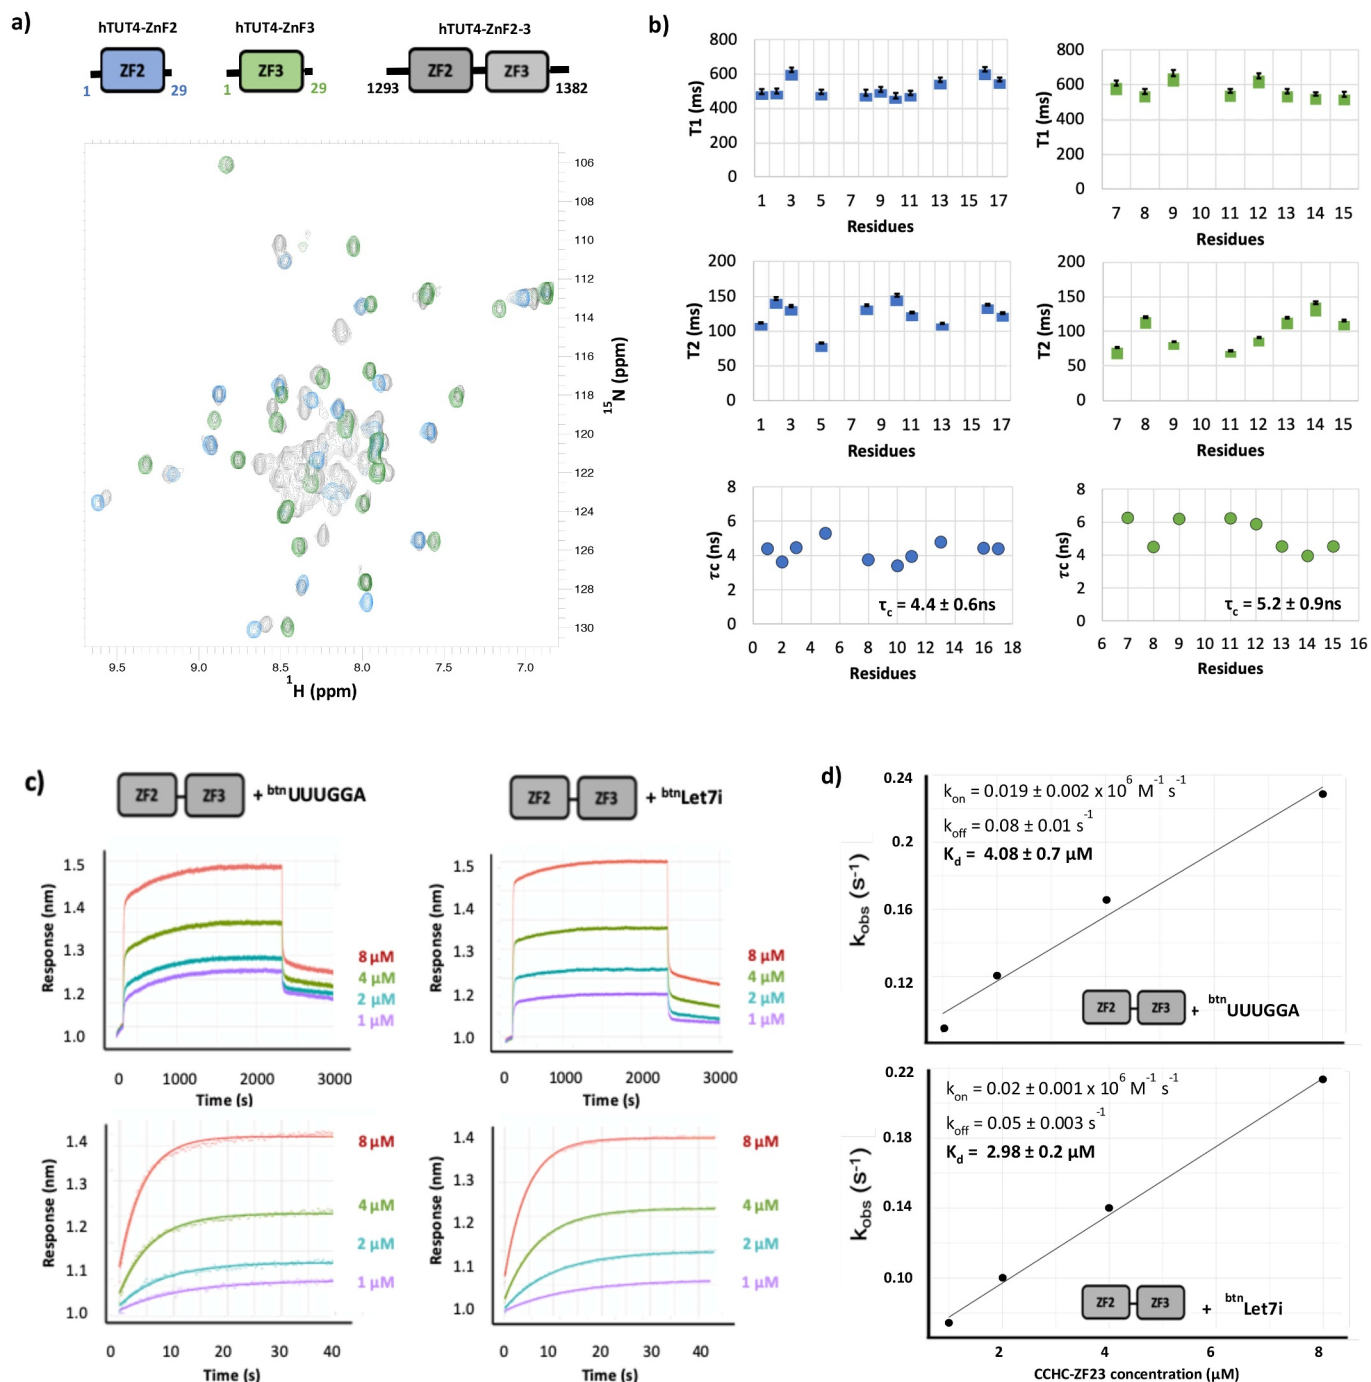 a)
hTUT4-ZnF2
hTUT4-ZnF3
hTUT4-ZnF2-3
ZF2
ZF3
ZF2
ZF3
1
29
1
29
1293
1382
106
108
110
112
114
116
118
120
122
124
126
128
130
15N (ppm)
9.5
9.0
8.5
8.0
7.5
7.0
1H (ppm)
b)
800
600
400
200
0
T1 (ms)
1 3 5 7 9 11 13 15 17
Residues
800
600
400
200
0
T1 (ms)
7 8 9 10 11 12 13 14 15
Residues
200
150
100
50
0
T2 (ms)
1 3 5 7 9 11 13 15 17
Residues
200
150
100
50
0
T2 (ms)
7 8 9 10 11 12 13 14 15
Residues
8
6
4
2
0
τc (ns)
τc = 4.4 ± 0.6ns
0 2 4 6 8 10 12 14 16 18
Residues
8
6
4
2
0
τc (ns)
τc = 5.2 ± 0.9ns
6 7 8 9 10 11 12 13 14 15 16
Residues
c)
ZF2
ZF3
+ btnUUUGGA
1.5
1.4
1.3
1.2
1.0
Response (nm)
8 μM
4 μM
2 μM
1 μM
0 1000 2000 3000
Time (s)
ZF2
ZF3
+ btnLet7i
1.5
1.4
1.3
1.2
1.0
Response (nm)
8 μM
4 μM
2 μM
1 μM
0 1000 2000 3000
Time (s)
1.4
1.3
1.2
1.1
1.0
Response (nm)
8 μM
4 μM
2 μM
1 μM
0 10 20 30 40
Time (s)
1.4
1.3
1.2
1.1
1.0
Response (nm)
8 μM
4 μM
2 μM
1 μM
0 10 20 30 40
Time (s)
d)
0.24
0.2
0.16
0.12
kobs (s-1)
kon = 0.019 ± 0.002 x 106 M-1 s-1
koff = 0.08 ± 0.01 s-1
Kd = 4.08 ± 0.7 μM
ZF2
ZF3
+ btnUUUGGA
0.22
0.18
0.14
0.10
kobs (s-1)
kon = 0.02 ± 0.001 x 106 M-1 s-1
koff = 0.05 ± 0.003 s-1
Kd = 2.98 ± 0.2 μM
ZF2
ZF3
+ btnLet7i
2 4 6 8
CCHC-ZF23 concentration (μM)